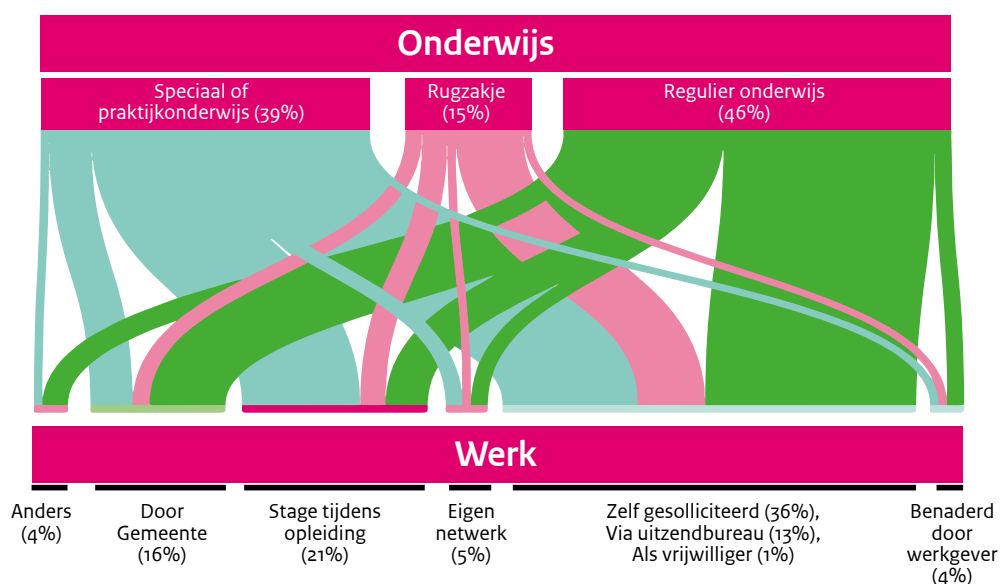 Onderwijs
Speciaal of
praktijkonderwijs (39%)
Rugzakje
(15%)
Regulier onderwijs
(46%)
Werk
Anders
(4%)
Door
Gemeente
(16%)
Stage tijdens
opleiding
(21%)
Eigen
netwerk
(5%)
Zelf gesolliciteerd (36%),
Via uitzendbureau (13%),
Als vrijwilliger (1%)
Benaderd
door
werkgever
(4%)